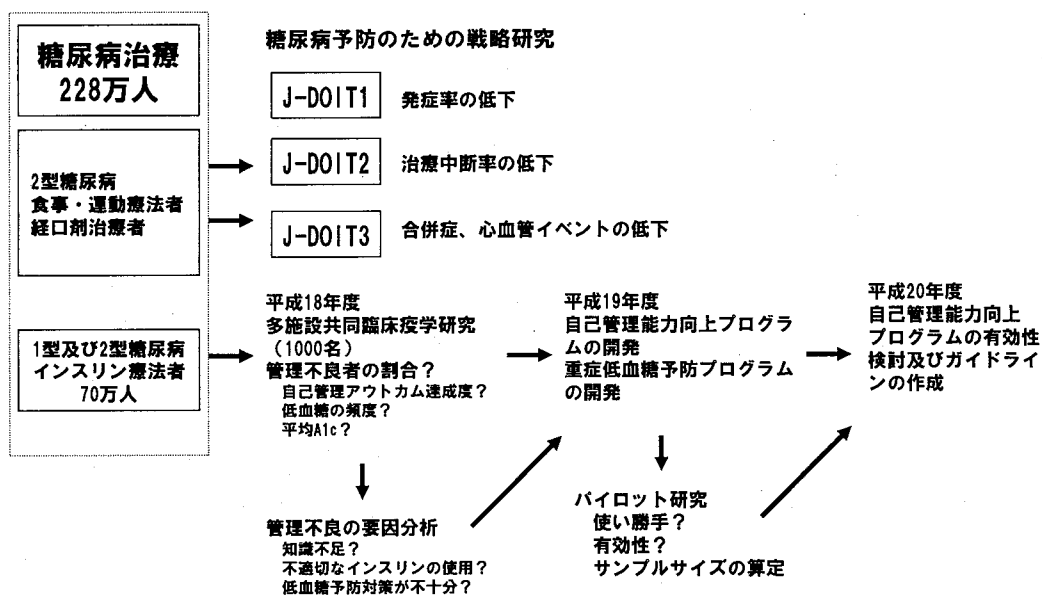 糖尿病治療
228万人
2型糖尿病
食事・運動療法者
経口剤治療者
1型及び2型糖尿病
インスリン療法者
70万人
糖尿病予防のための戦略研究
J-DOIT1 発症率の低下
J-DOIT2 治療中断率の低下
J-DOIT3 合併症、心血管イベントの低下
平成18年度
多施設共同臨床疫学研究
（1000名）
管理不良者の割合？
自己管理アウトカム達成度？
低血糖の頻度？
平均A1c？
管理不良の要因分析
知識不足？
不適切なインスリンの使用？
低血糖予防対策が不十分？
平成19年度
自己管理能力向上プログラ
ムの開発
重症低血糖予防プログラム
の開発
パイロット研究
使い勝手？
有効性？
サンプルサイズの算定
平成20年度
自己管理能力向上
プログラムの有効性
検討及びガイドライ
ンの作成